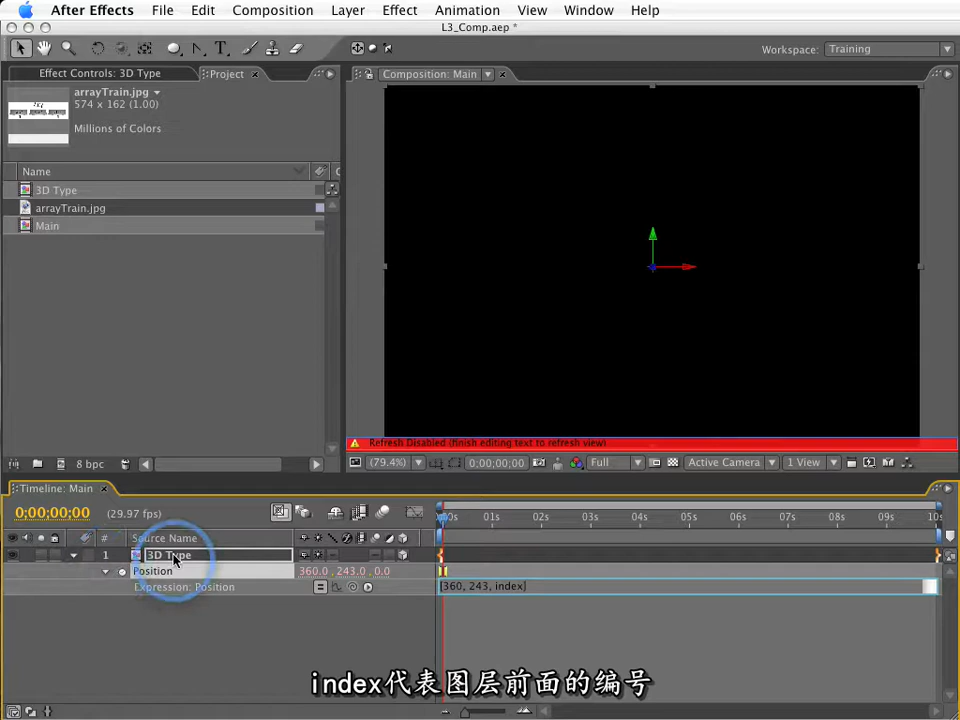 After Effects File Edit Composition Layer Effect Animation View Window Help
L3_Comp.aep *
Workspace: Training
Effect Controls: 3D Type
Project
Composition: Main
arrayTrain.jpg
574 x 162 (1.00)
Millions of Colors
Name
3D Type
arrayTrain.jpg
Main
Refresh Disabled (finish editing text to refresh view)
8 bpc
(79.4%)
0;00;00;00
Full
Active Camera
1 View
Timeline: Main
0;00;00;00
(29.97 fps)
:00s 01s 02s 03s 04s 05s 06s 07s 08s 09s 10s
# Source Name
1 3D Type
Position
360.0 , 243.0 , 0.0
Expression: Position
[360, 243, index]
index代表图层前面的编号